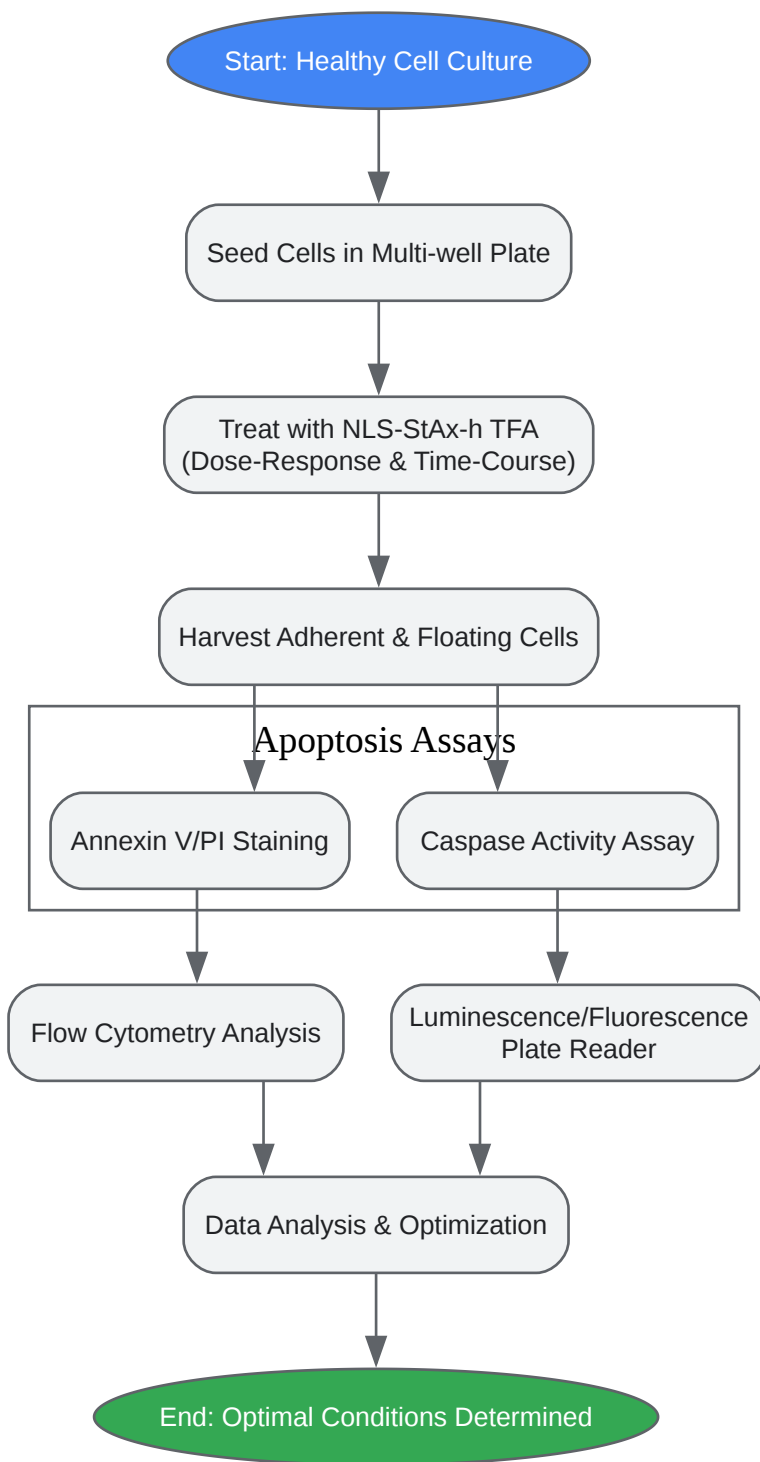 Start: Healthy Cell Culture
Seed Cells in Multi-well Plate
Treat with NLS-StAx-h TFA
(Dose-Response & Time-Course)
Harvest Adherent & Floating Cells
Apoptosis Assays
Annexin V/PI Staining
Caspase Activity Assay
Flow Cytometry Analysis
Luminescence/Fluorescence
Plate Reader
Data Analysis & Optimization
End: Optimal Conditions Determined